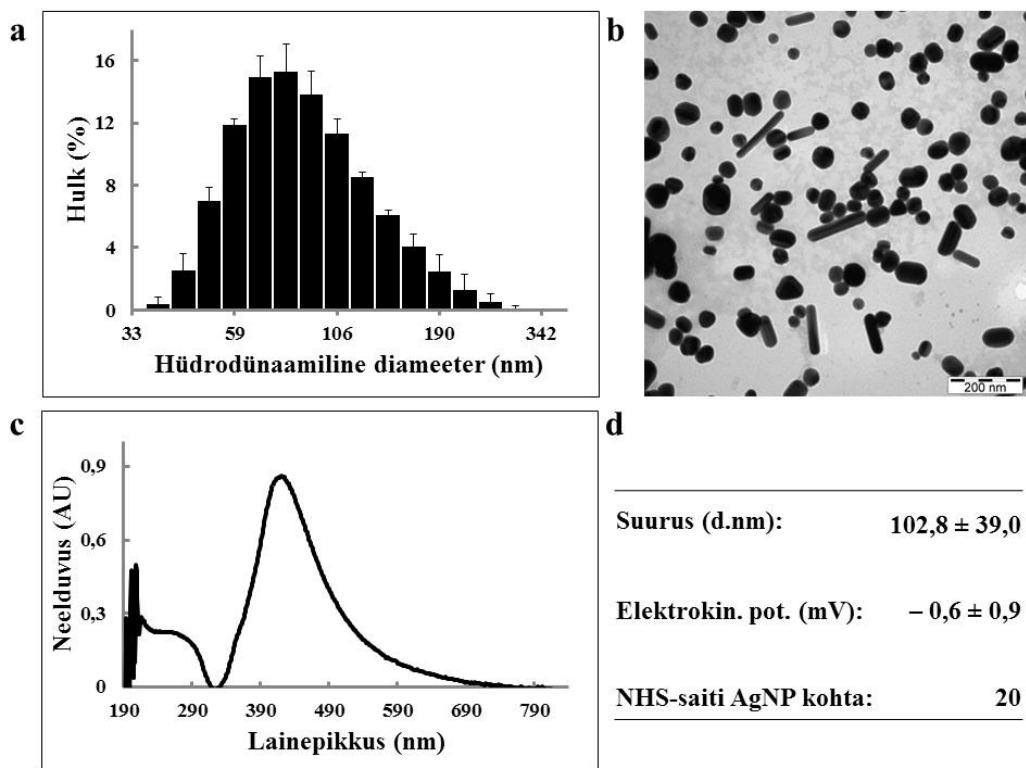 a
16
12
8
4
0
Hulk (%)
33 59 106 190 342
Hüdrodünaamiline diameeter (nm)
b
200 nm
c
0,9
0,6
0,3
0
Neelduvus (AU)
190 290 390 490 590 690 790
Lainepikkus (nm)
d
Suurus (d.nm): 102,8 ± 39,0
Elektrokin. pot. (mV): – 0,6 ± 0,9
NHS-saiti AgNP kohta: 20